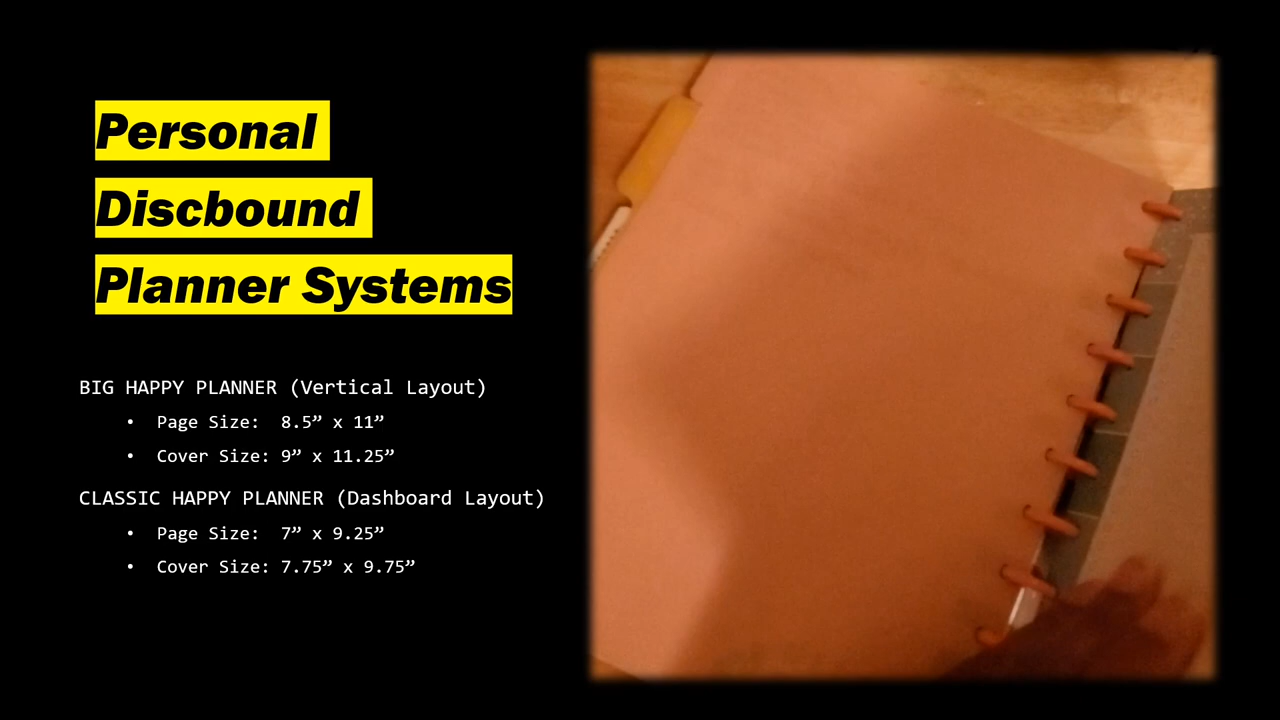 Personal
Discbound
Planner Systems
BIG HAPPY PLANNER (Vertical Layout)
• Page Size:  8.5” x 11”
• Cover Size: 9” x 11.25”
CLASSIC HAPPY PLANNER (Dashboard Layout)
• Page Size:  7” x 9.25”
• Cover Size: 7.75” x 9.75”